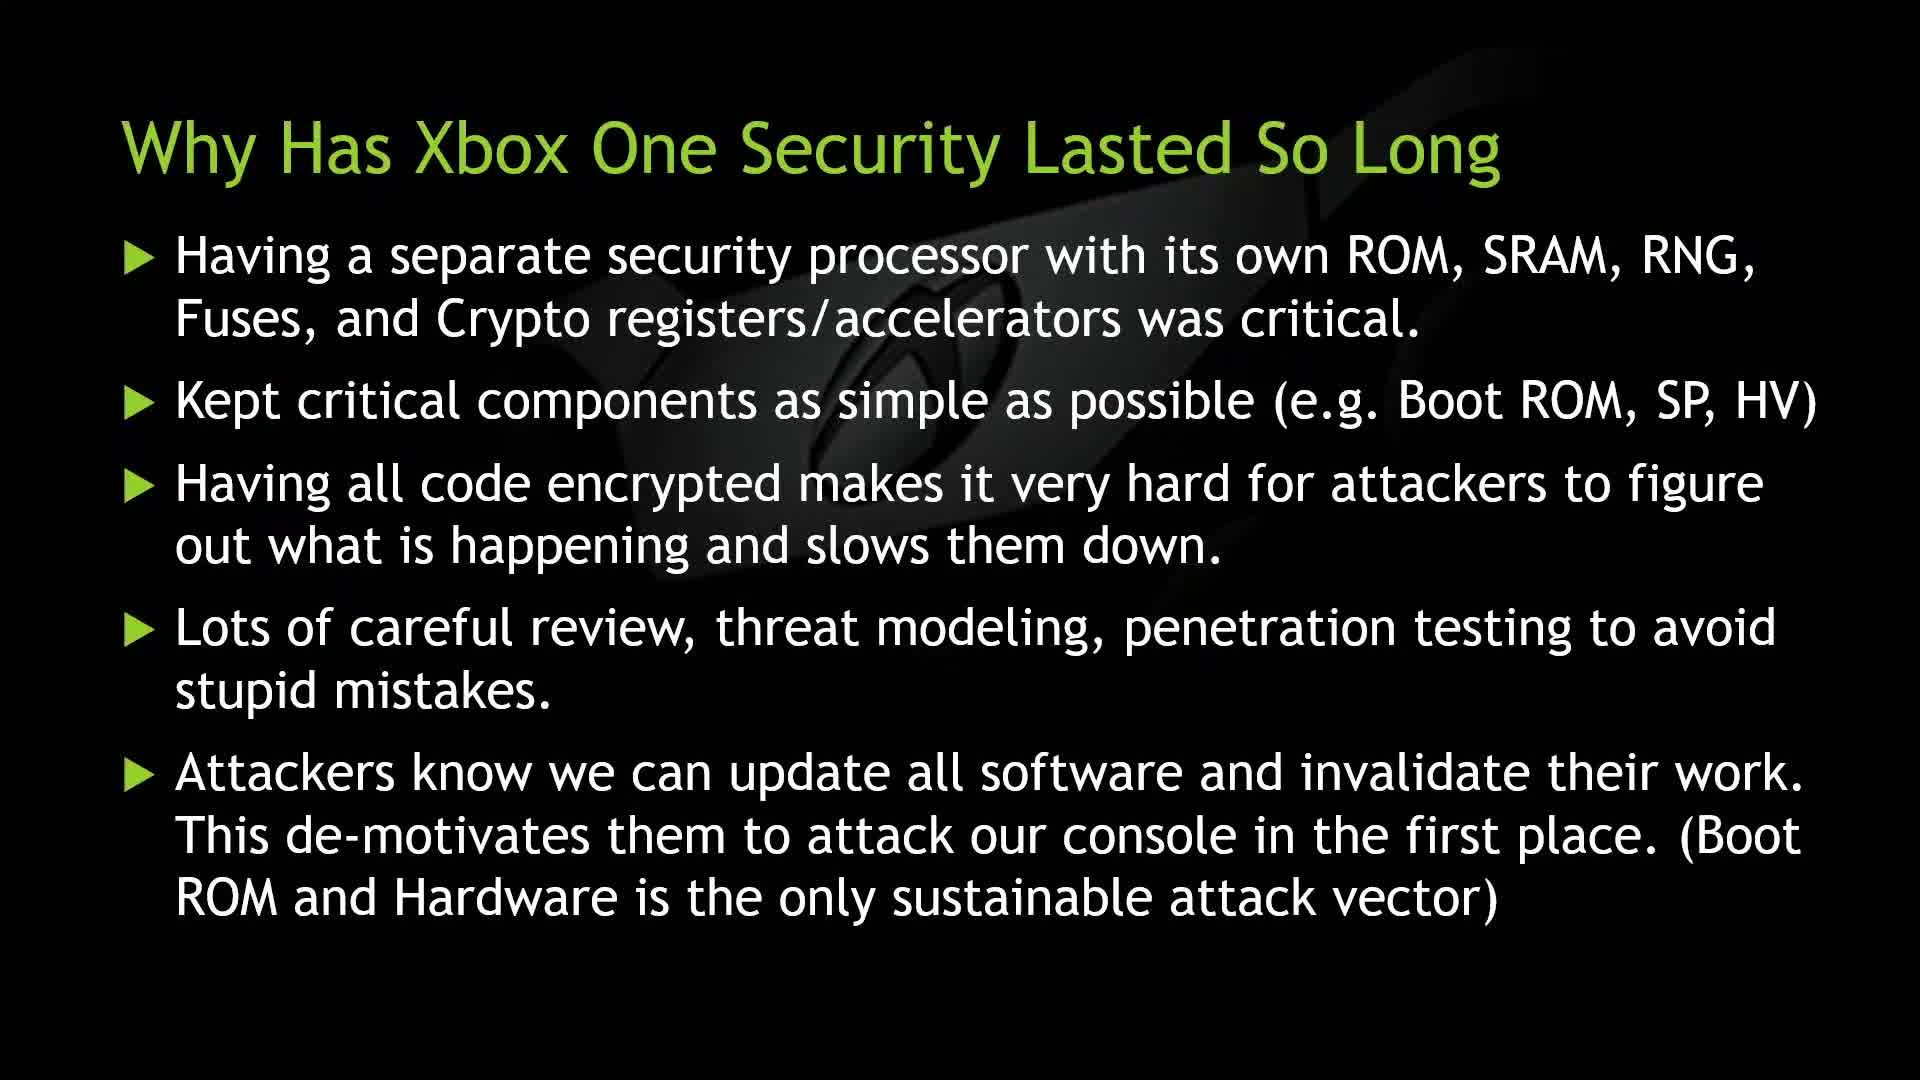 Why Has Xbox One Security Lasted So Long
Having a separate security processor with its own ROM, SRAM, RNG,
Fuses, and Crypto registers/accelerators was critical.
Kept critical components as simple as possible (e.g. Boot ROM, SP, HV)
Having all code encrypted makes it very hard for attackers to figure
out what is happening and slows them down.
Lots of careful review, threat modeling, penetration testing to avoid
stupid mistakes.
Attackers know we can update all software and invalidate their work.
This de-motivates them to attack our console in the first place. (Boot
ROM and Hardware is the only sustainable attack vector)